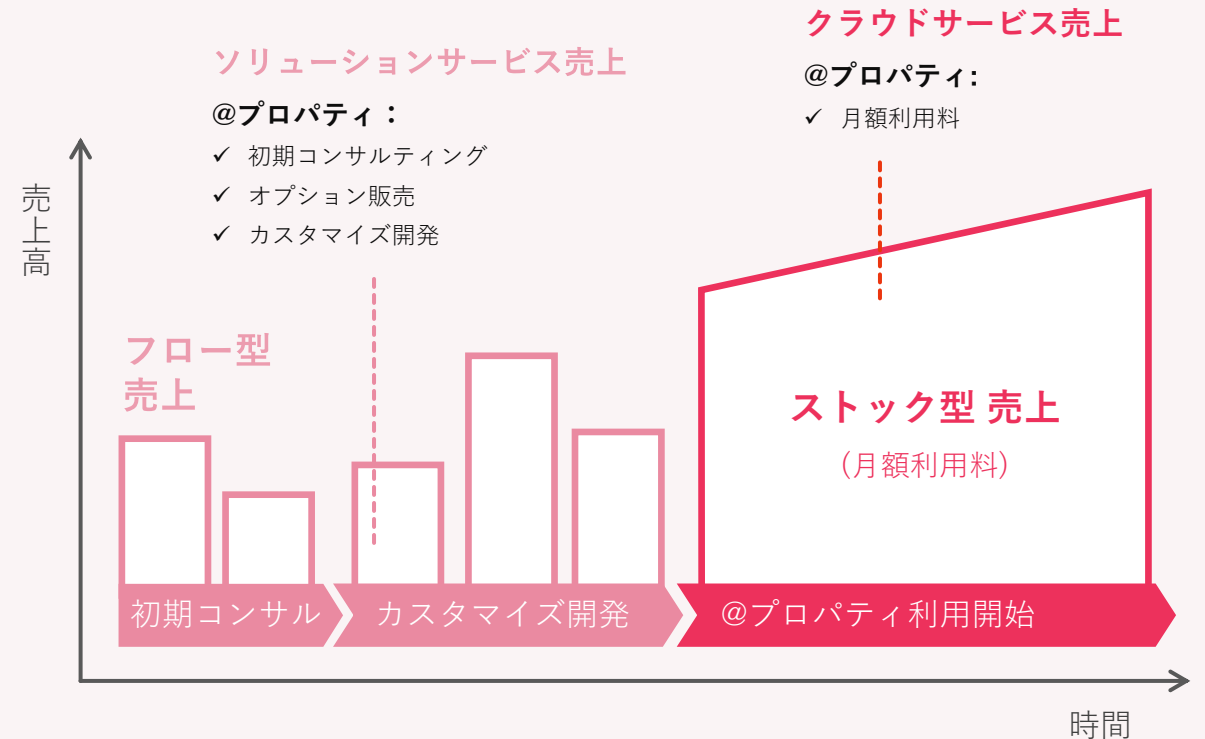 クラウドサービス売上
@プロパティ:
✓ 月額利用料
ソリューションサービス売上
@プロパティ：
✓ 初期コンサルティング
✓ オプション販売
✓ カスタマイズ開発
売上高
フロー型
売上
ストック型 売上
(月額利用料)
初期コンサル
カスタマイズ開発
@プロパティ利用開始
時間